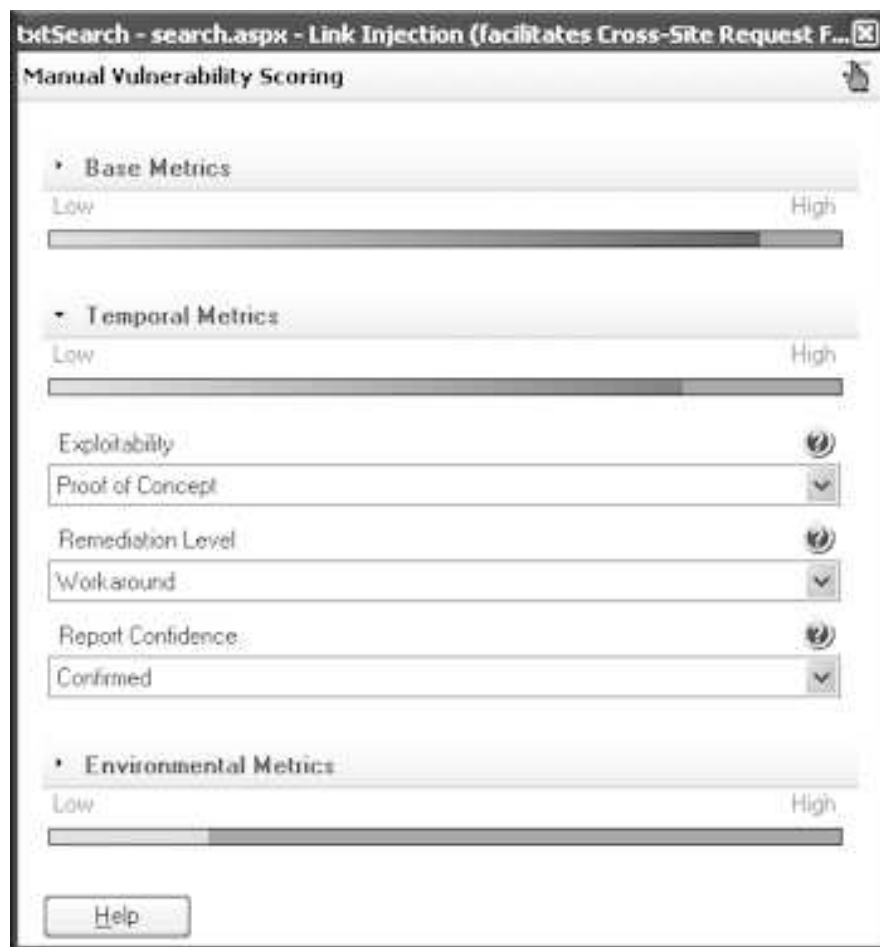 txtSearch - search.aspx - Link Injection (facilitates Cross-Site Request F...
Manual Vulnerability Scoring
Base Metrics
Low High
Temporal Metrics
Low High
Exploitability
Proof of Concept
Remediation Level
Workaround
Report Confidence
Confirmed
Environmental Metrics
Low High
Help